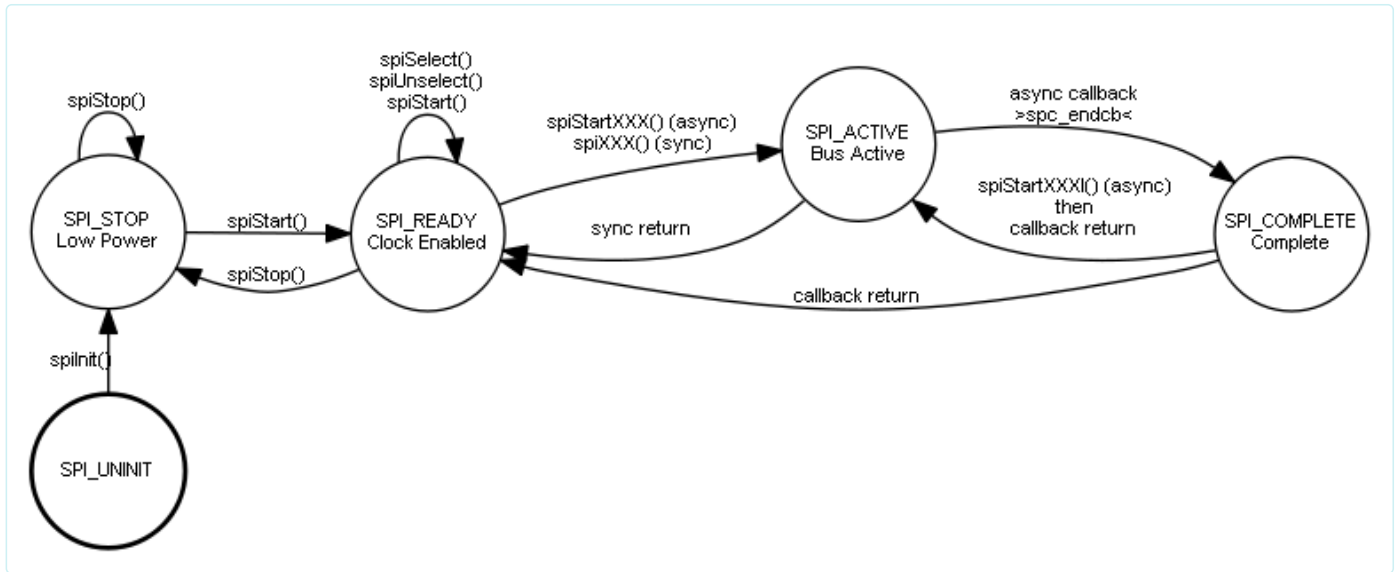 spiSelect()
spiUnselect()
spiStart()
spiStop()
spiStartXXX() (async)
spiXXX() (sync)
async callback
>spc_endcb<
SPI_ACTIVE
Bus Active
spiStartXXXI() (async)
then
callback return
SPI_STOP
Low Power
spiStart()
SPI_READY
Clock Enabled
sync return
SPI_COMPLETE
Complete
spiStop()
callback return
spiInit()
SPI_UNINIT